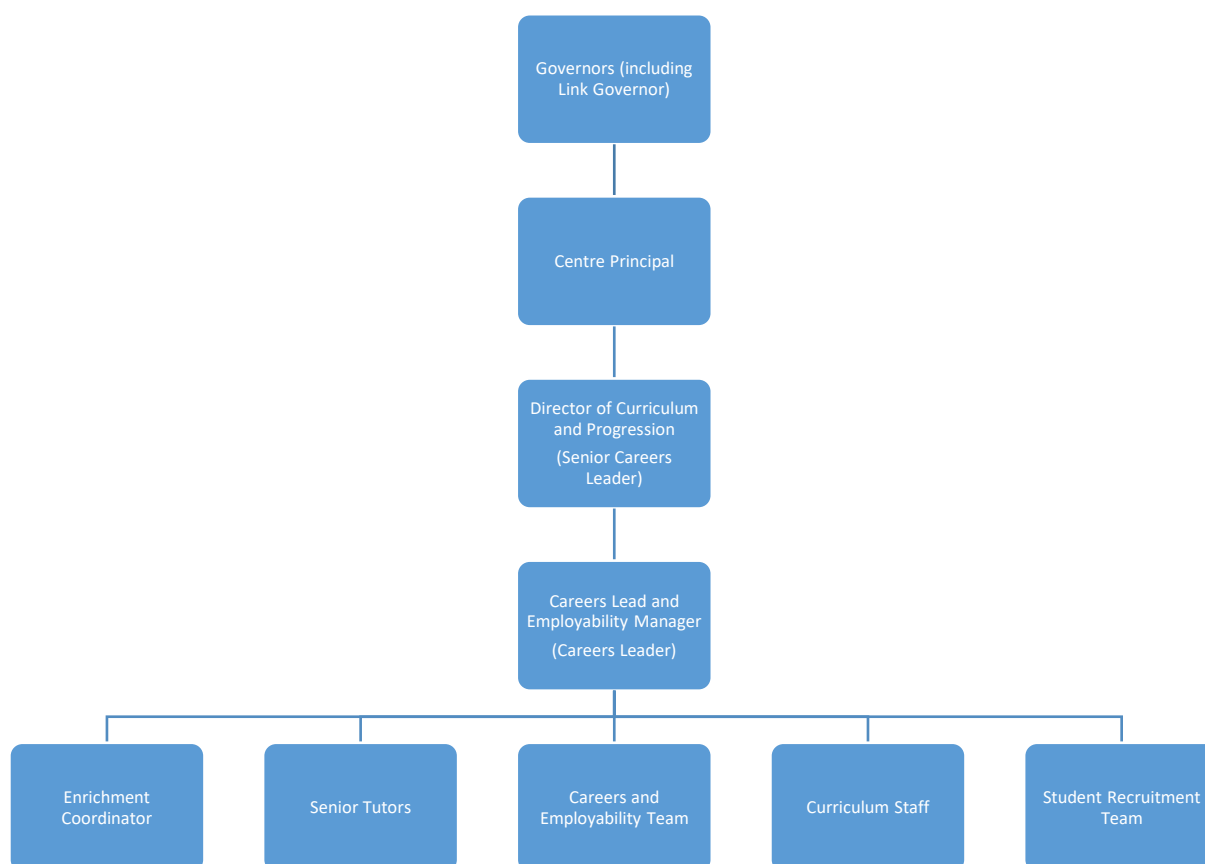 Governors (including
Link Governor)
Centre Principal
Director of Curriculum
and Progression
(Senior Careers
Leader)
Careers Lead and
Employability Manager
(Careers Leader)
Enrichment
Coordinator
Senior Tutors
Careers and
Employability Team
Curriculum Staff
Student Recruitment
Team